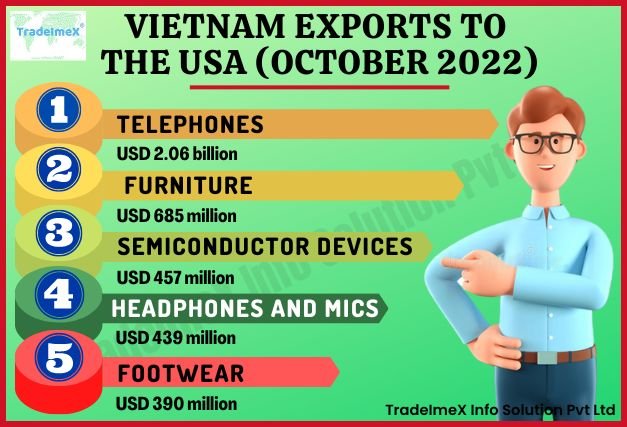 TradeImeX®
VIETNAM EXPORTS TO
THE USA (OCTOBER 2022)
1
TELEPHONES
USD 2.06 billion
2
FURNITURE
USD 685 million
3
SEMICONDUCTOR DEVICES
USD 457 million
4
HEADPHONES AND MICS
USD 439 million
5
FOOTWEAR
USD 390 million
TradeImeX Info Solution Pvt Ltd